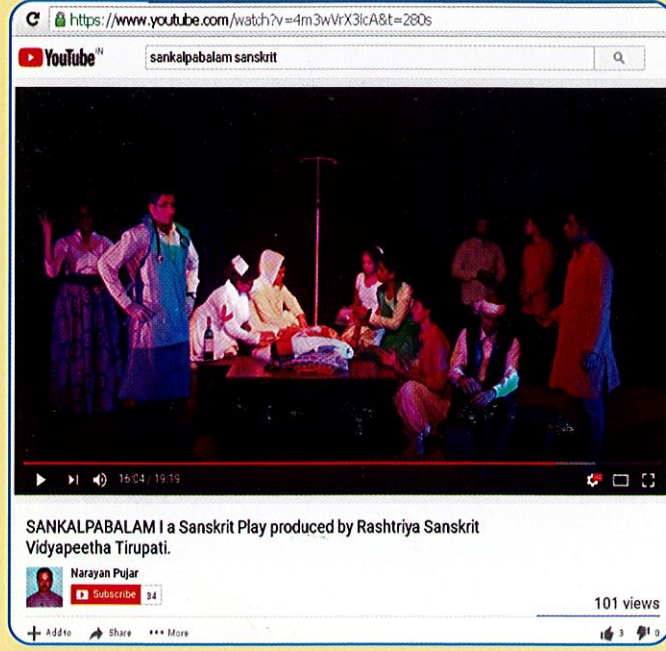 https://www.youtube.com/watch?v=4m3wVrX3lcA&t=280s
YouTube IN
sankalpabalam sanskrit
16:04 / 19:19
SANKALPABALAM I a Sanskrit Play produced by Rashtriya Sanskrit
Vidyapeetha Tirupati.
Narayan Pujar
Subscribe 34
101 views
Add to Share More
3 0